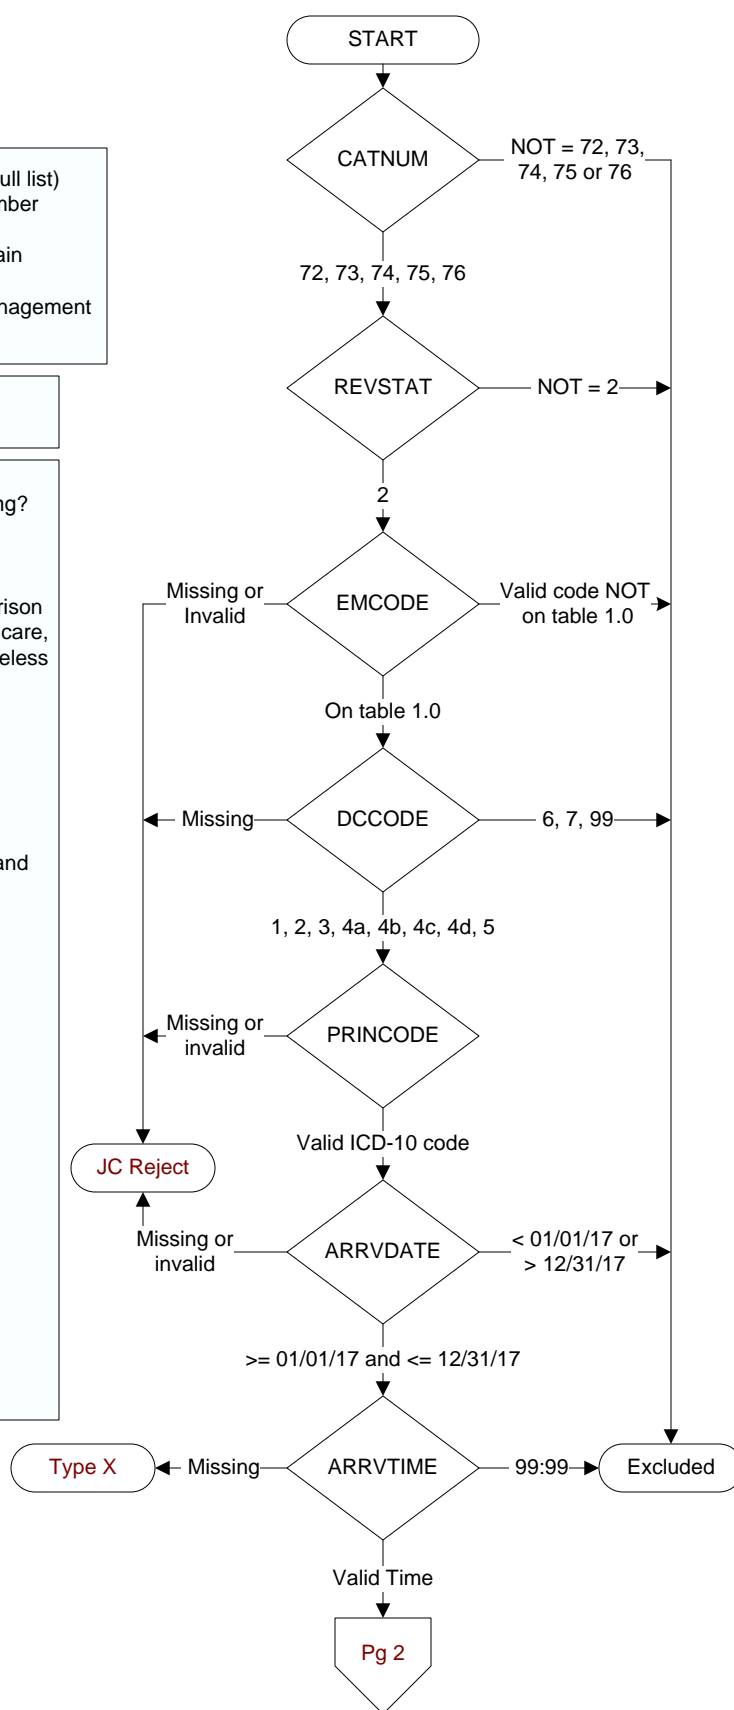 START
CATNUM
NOT = 72, 73,
74, 75 or 76
ull list)
nber
ain
nagement
72, 73, 74, 75, 76
REVSTAT
NOT = 2
2
ng?
rison
care,
eless
and
Missing or
Invalid
EMCODE
Valid code NOT
on table 1.0
On table 1.0
Missing
DCCODE
6, 7, 99
1, 2, 3, 4a, 4b, 4c, 4d, 5
Missing or
invalid
PRINCODE
Valid ICD-10 code
JC Reject
Missing or
invalid
ARRVDATE
< 01/01/17 or
> 12/31/17
>= 01/01/17 and <= 12/31/17
Type X
Missing
ARRVTIME
99:99
Excluded
Valid Time
Pg 2